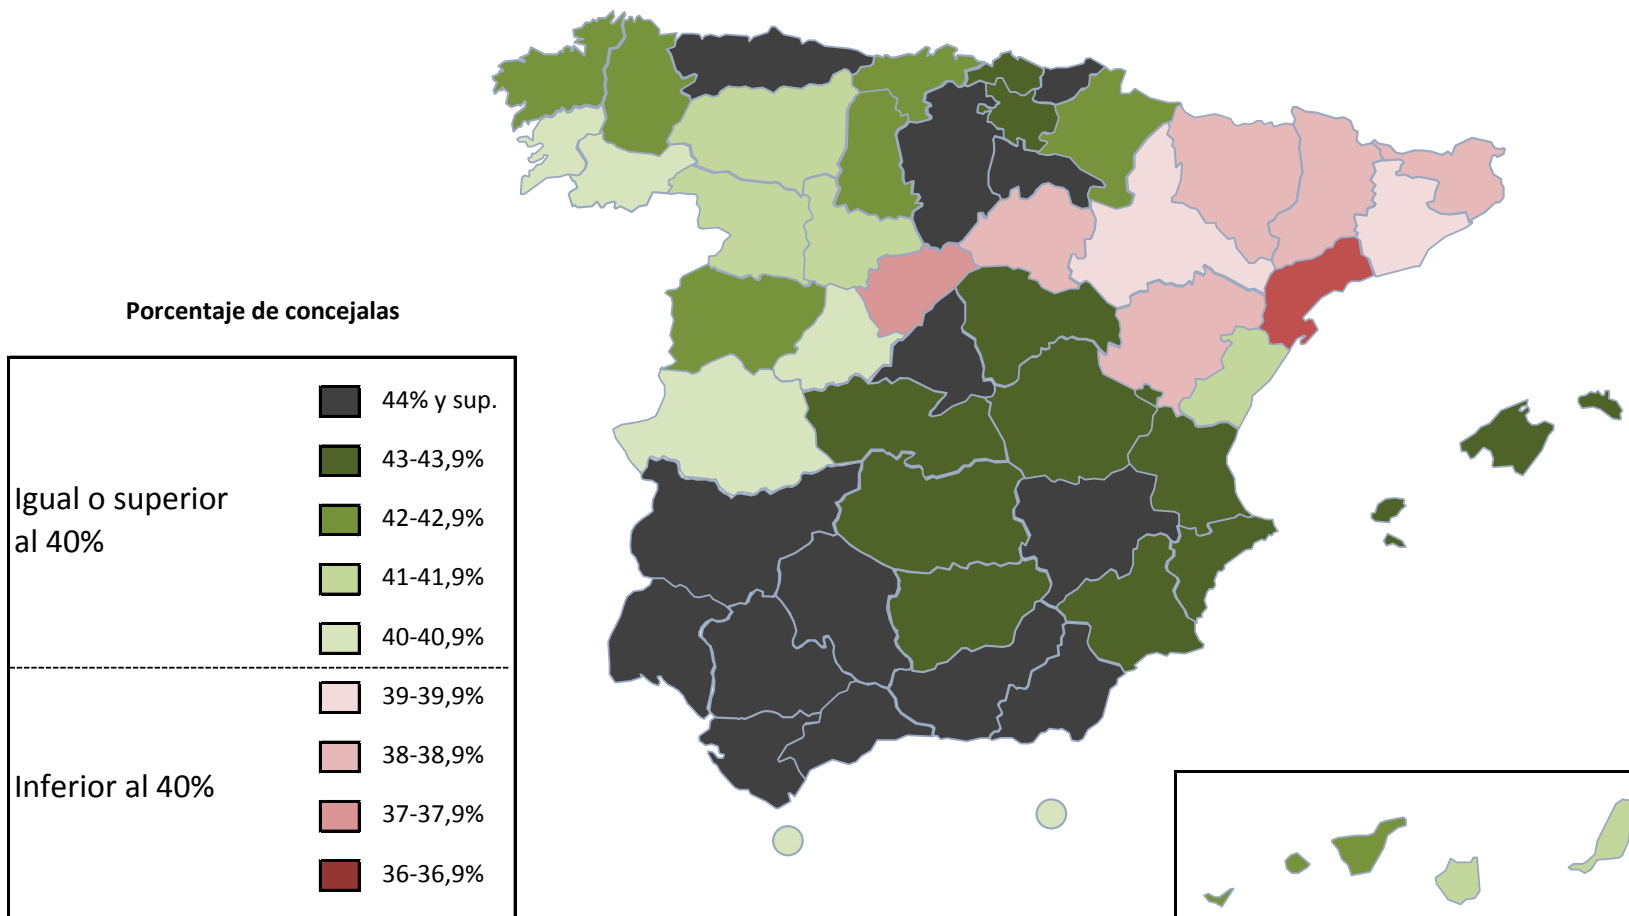 Porcentaje de concejalas
Igual o superior
al 40%
44% y sup.
43-43,9%
42-42,9%
41-41,9%
40-40,9%
Inferior al 40%
39-39,9%
38-38,9%
37-37,9%
36-36,9%